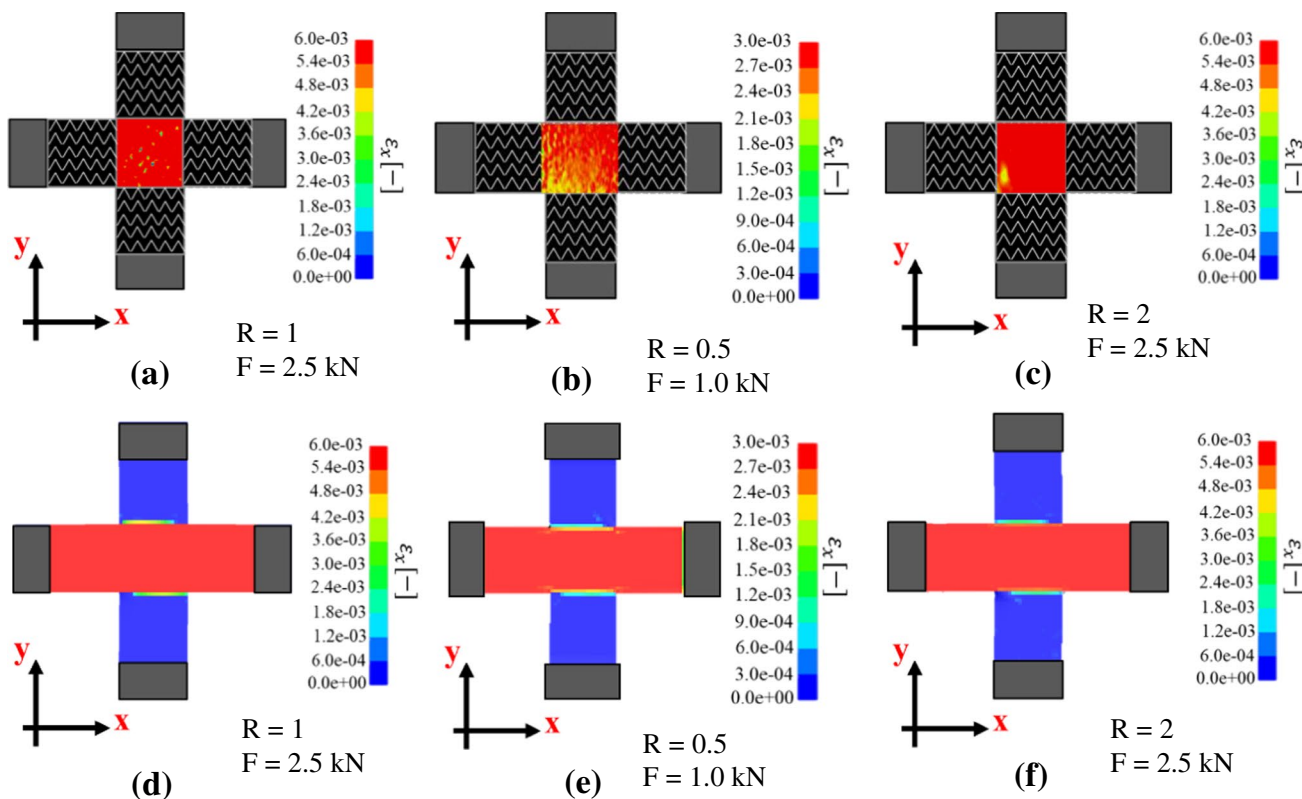 6.0e-03
5.4e-03
4.8e-03
4.2e-03
3.6e-03
3.0e-03
2.4e-03
1.8e-03
1.2e-03
6.0e-04
0.0e+00
εx [−]
y
x
R = 1
F = 2.5 kN
(a)
3.0e-03
2.7e-03
2.4e-03
2.1e-03
1.8e-03
1.5e-03
1.2e-03
9.0e-04
6.0e-04
3.0e-04
0.0e+00
εx [−]
y
x
R = 0.5
F = 1.0 kN
(b)
6.0e-03
5.4e-03
4.8e-03
4.2e-03
3.6e-03
3.0e-03
2.4e-03
1.8e-03
1.2e-03
6.0e-04
0.0e+00
εx [−]
y
x
R = 2
F = 2.5 kN
(c)
6.0e-03
5.4e-03
4.8e-03
4.2e-03
3.6e-03
3.0e-03
2.4e-03
1.8e-03
1.2e-03
6.0e-04
0.0e+00
εx [−]
y
x
R = 1
F = 2.5 kN
(d)
3.0e-03
2.7e-03
2.4e-03
2.1e-03
1.8e-03
1.5e-03
1.2e-03
9.0e-04
6.0e-04
3.0e-04
0.0e+00
εx [−]
y
x
R = 0.5
F = 1.0 kN
(e)
6.0e-03
5.4e-03
4.8e-03
4.2e-03
3.6e-03
3.0e-03
2.4e-03
1.8e-03
1.2e-03
6.0e-04
0.0e+00
εx [−]
y
x
R = 2
F = 2.5 kN
(f)